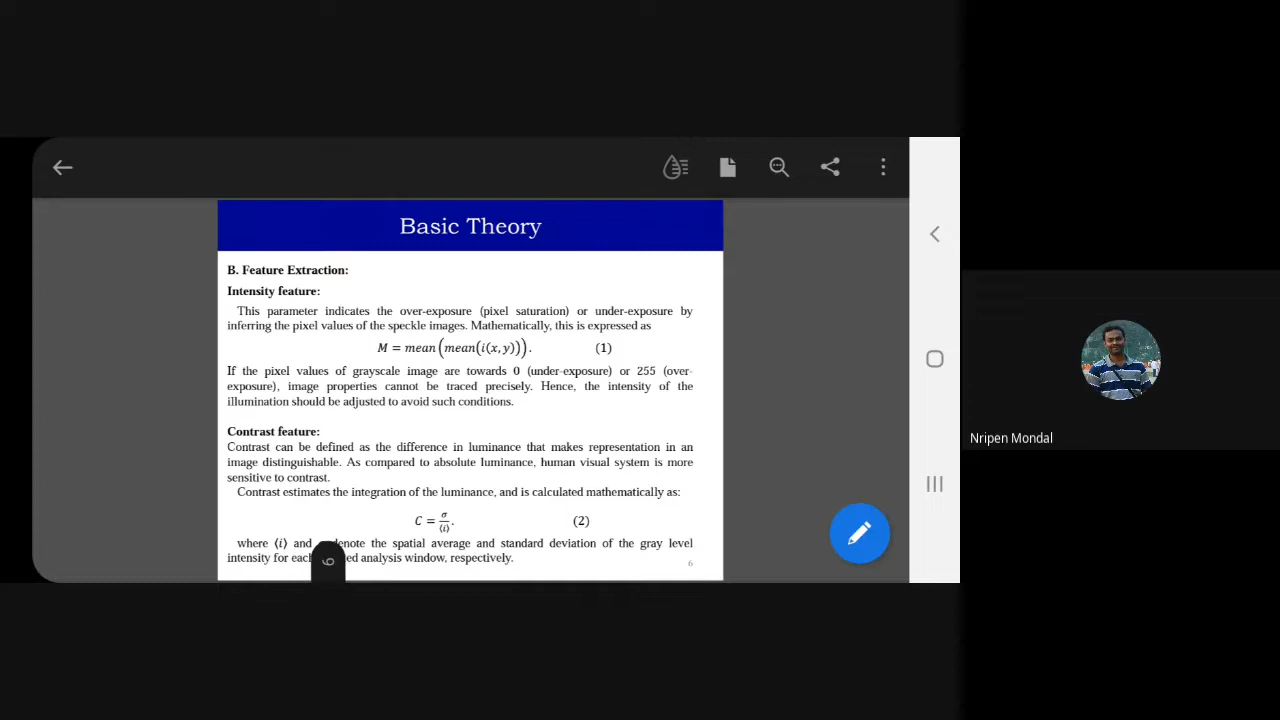 Basic Theory
B. Feature Extraction:
Intensity feature:
This parameter indicates the over-exposure (pixel saturation) or under-exposure by
inferring the pixel values of the speckle images. Mathematically, this is expressed as
M = mean(mean(i(x,y))). (1)
If the pixel values of grayscale image are towards 0 (under-exposure) or 255 (over-
exposure), image properties cannot be traced precisely. Hence, the intensity of the
illumination should be adjusted to avoid such conditions.
Contrast feature:
Contrast can be defined as the difference in luminance that makes representation in an
image distinguishable. As compared to absolute luminance, human visual system is more
sensitive to contrast.
Contrast estimates the integration of the luminance, and is calculated mathematically as:
C = σ/⟨i⟩. (2)
where ⟨i⟩ and denote the spatial average and standard deviation of the gray level
intensity for each analysis window, respectively.
6
6
Nripen Mondal